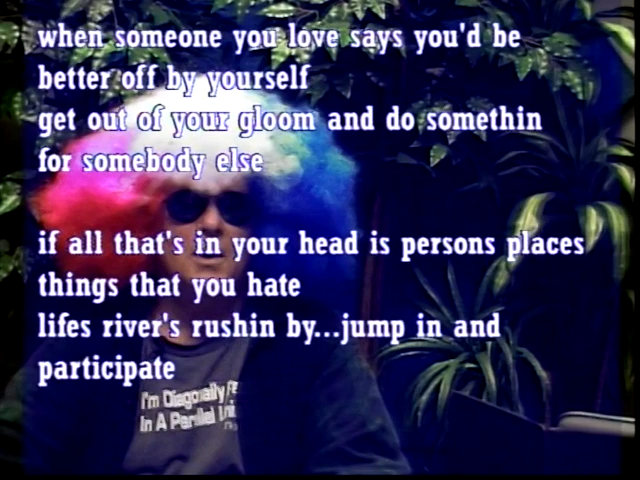 when someone you love says you'd be
better off by yourself
get out of your gloom and do somethin
for somebody else
if all that's in your head is persons places
things that you hate
lifes river's rushin by...jump in and
participate
I'm Diagonally
In A Parallel